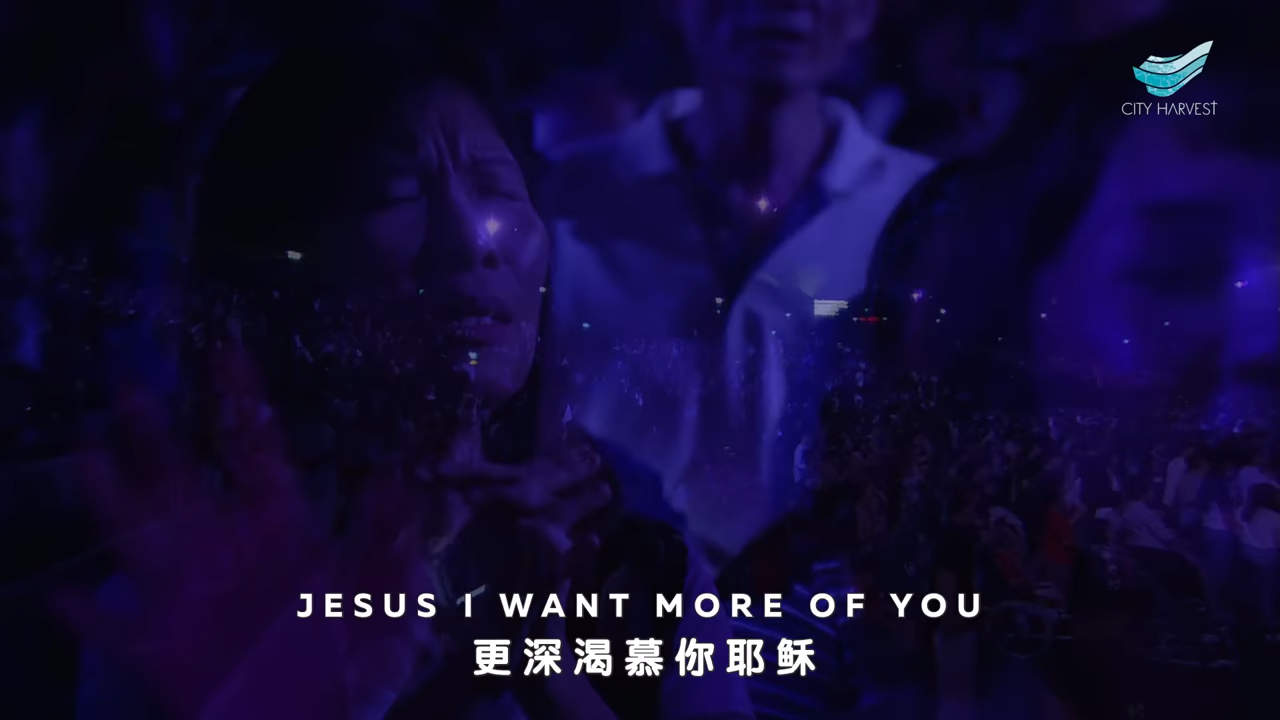 CITY HARVEST
JESUS I WANT MORE OF YOU
更深渴慕你耶稣